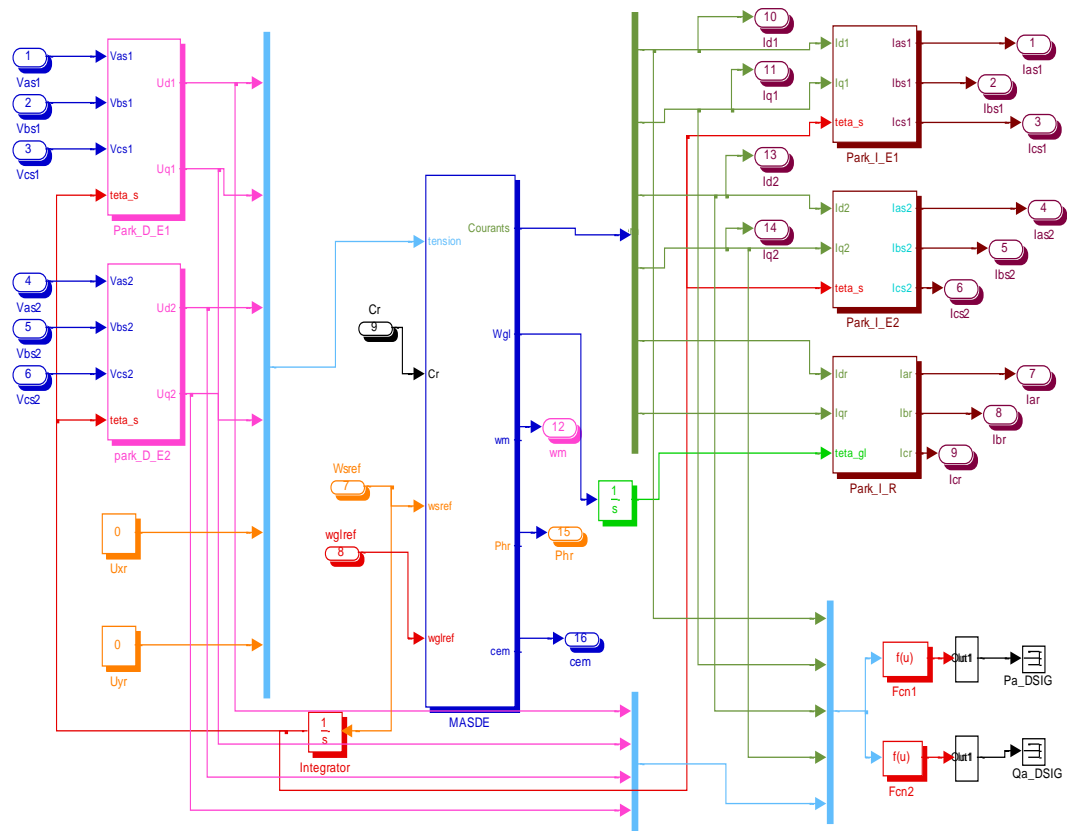 1
Vas1
2
Vbs1
3
Vcs1
Vas1
Vbs1
Vcs1
teta_s
Ud1
Uq1
Park_D_E1
4
Vas2
5
Vbs2
6
Vcs2
Vas2
Vbs2
Vcs2
teta_s
Ud2
Uq2
park_D_E2
0
Uxr
0
Uyr
Cr
9
Wsref
7
wglref
8
1
s
Integrator
tension
Cr
wsref
wglref
Courants
Wgl
wm
Phr
cem
MASDE
12
wm
15
Phr
16
cem
1
s
10
Id1
11
Iq1
13
Id2
14
Iq2
Id1
Iq1
teta_s
Ias1
Ibs1
Ics1
Park_I_E1
1
Ias1
2
Ibs1
3
Ics1
Id2
Iq2
teta_s
Ias2
Ibs2
Ics2
Park_I_E2
4
Ias2
5
Ibs2
6
Ics2
Idr
Iqr
teta_gl
Iar
Ibr
Icr
Park_I_R
7
Iar
8
Ibr
9
Icr
f(u)
Fcn1
Out1
Pa_DSIG
f(u)
Fcn2
Out1
Qa_DSIG